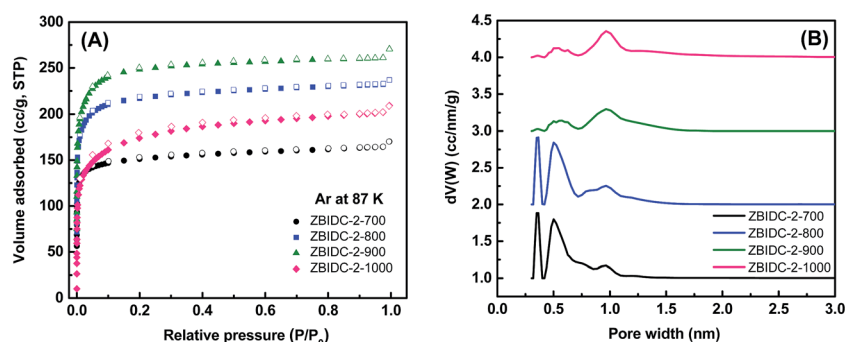 (A)
300
250
200
150
100
50
0
Volume adsorbed (cc/g, STP)
Ar at 87 K
ZBIDC-2-700
ZBIDC-2-800
ZBIDC-2-900
ZBIDC-2-1000
0.0 0.2 0.4 0.6 0.8 1.0
Relative pressure (P/P₀)
(B)
4.5
4.0
3.5
3.0
2.5
2.0
1.5
1.0
dV(W) (cc/nm/g)
ZBIDC-2-700
ZBIDC-2-800
ZBIDC-2-900
ZBIDC-2-1000
0.0 0.5 1.0 1.5 2.0 2.5 3.0
Pore width (nm)